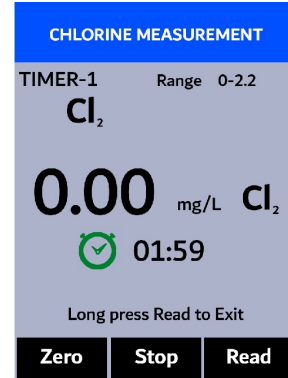 CHLORINE MEASUREMENT
TIMER-1 Range 0-2.2
Cl₂
0.00 mg/L Cl₂
01:59
Long press Read to Exit
Zero Stop Read